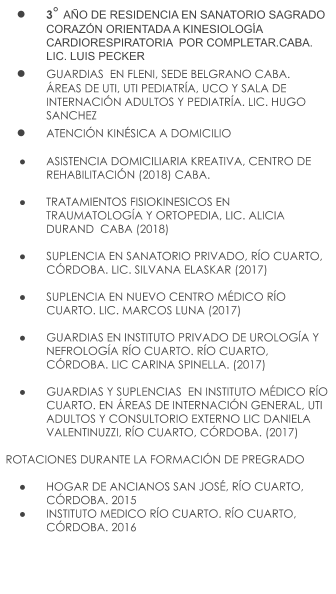 ● 3° AÑO DE RESIDENCIA EN SANATORIO SAGRADO
CORAZÓN ORIENTADA A KINESIOLOGÍA
CARDIORESPIRATORIA POR COMPLETAR.CABA.
LIC. LUIS PECKER
● GUARDIAS EN FLENI, SEDE BELGRANO CABA.
ÁREAS DE UTI, UTI PEDIATRÍA, UCO Y SALA DE
INTERNACIÓN ADULTOS Y PEDIATRÍA. LIC. HUGO
SANCHEZ
● ATENCIÓN KINÉSICA A DOMICILIO
● ASISTENCIA DOMICILIARIA KREATIVA, CENTRO DE
REHABILITACIÓN (2018) CABA.
● TRATAMIENTOS FISIOKINESICOS EN
TRAUMATOLOGÍA Y ORTOPEDIA, LIC. ALICIA
DURAND CABA (2018)
● SUPLENCIA EN SANATORIO PRIVADO, RÍO CUARTO,
CÓRDOBA. LIC. SILVANA ELASKAR (2017)
● SUPLENCIA EN NUEVO CENTRO MÉDICO RÍO
CUARTO. LIC. MARCOS LUNA (2017)
● GUARDIAS EN INSTITUTO PRIVADO DE UROLOGÍA Y
NEFROLOGÍA RÍO CUARTO. RÍO CUARTO,
CÓRDOBA. LIC CARINA SPINELLA. (2017)
● GUARDIAS Y SUPLENCIAS EN INSTITUTO MÉDICO RÍO
CUARTO. EN ÁREAS DE INTERNACIÓN GENERAL, UTI
ADULTOS Y CONSULTORIO EXTERNO LIC DANIELA
VALENTINUZZI, RÍO CUARTO, CÓRDOBA. (2017)
ROTACIONES DURANTE LA FORMACIÓN DE PREGRADO
● HOGAR DE ANCIANOS SAN JOSÉ, RÍO CUARTO,
CÓRDOBA. 2015
● INSTITUTO MEDICO RÍO CUARTO. RÍO CUARTO,
CÓRDOBA. 2016